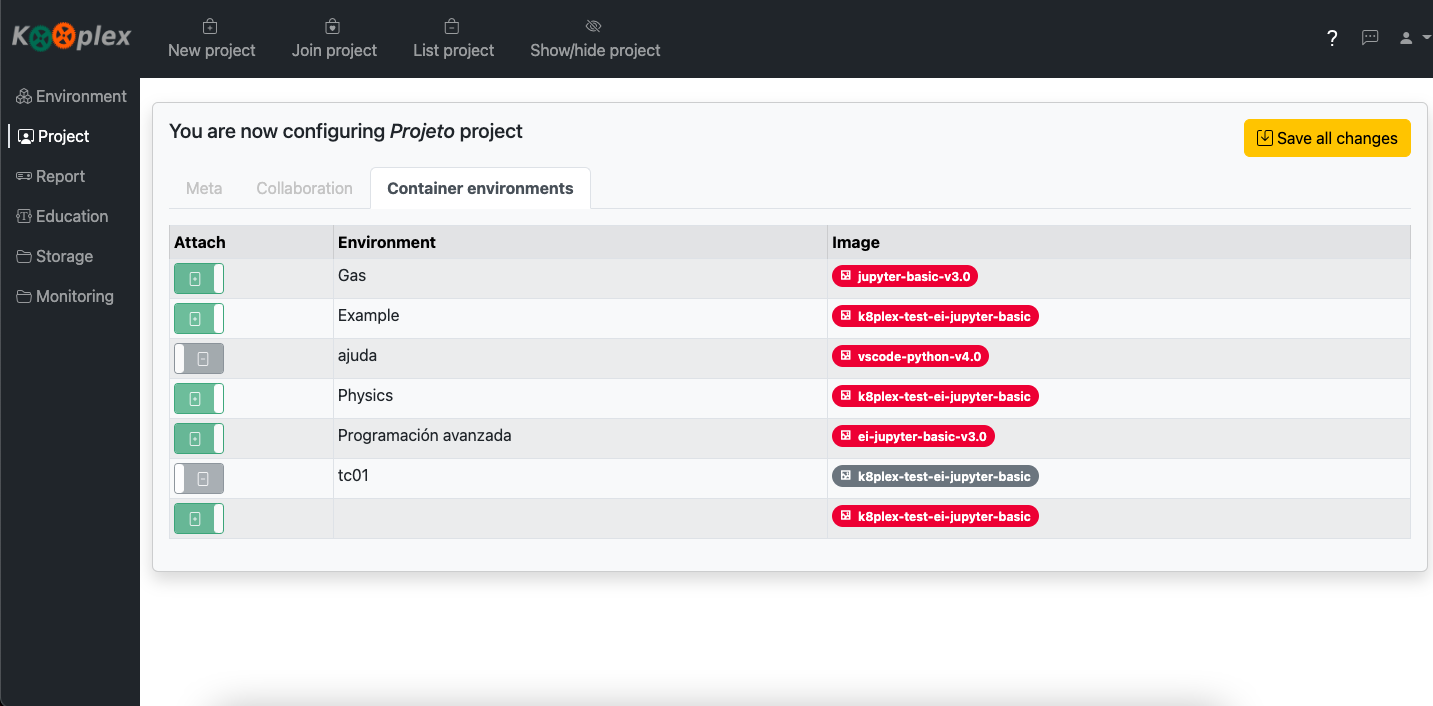 Kooplex
New project
Join project
List project
Show/hide project
?
Environment
Project
Report
Education
Storage
Monitoring
You are now configuring Projeto project
Save all changes
Meta
Collaboration
Container environments
Attach Environment Image
Gas jupyter-basic-v3.0
Example k8plex-test-ei-jupyter-basic
ajuda vscode-python-v4.0
Physics k8plex-test-ei-jupyter-basic
Programación avanzada ei-jupyter-basic-v3.0
tc01 k8plex-test-ei-jupyter-basic
k8plex-test-ei-jupyter-basic